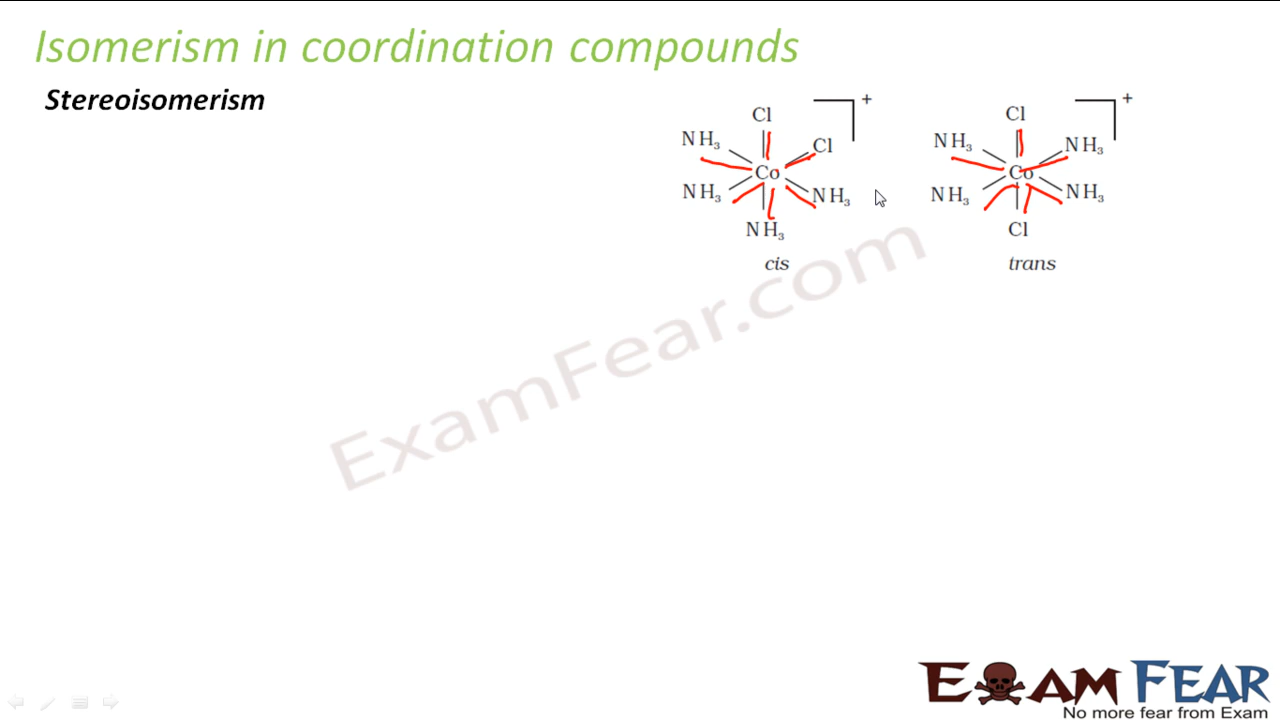 Isomerism in coordination compounds
Stereoisomerism
Cl
+
NH₃
Cl
Co
NH₃
NH₃
NH₃
cis
Cl
+
NH₃
NH₃
Co
NH₃
NH₃
Cl
trans
ExamFear.com
EXAM FEAR
No more fear from Exam